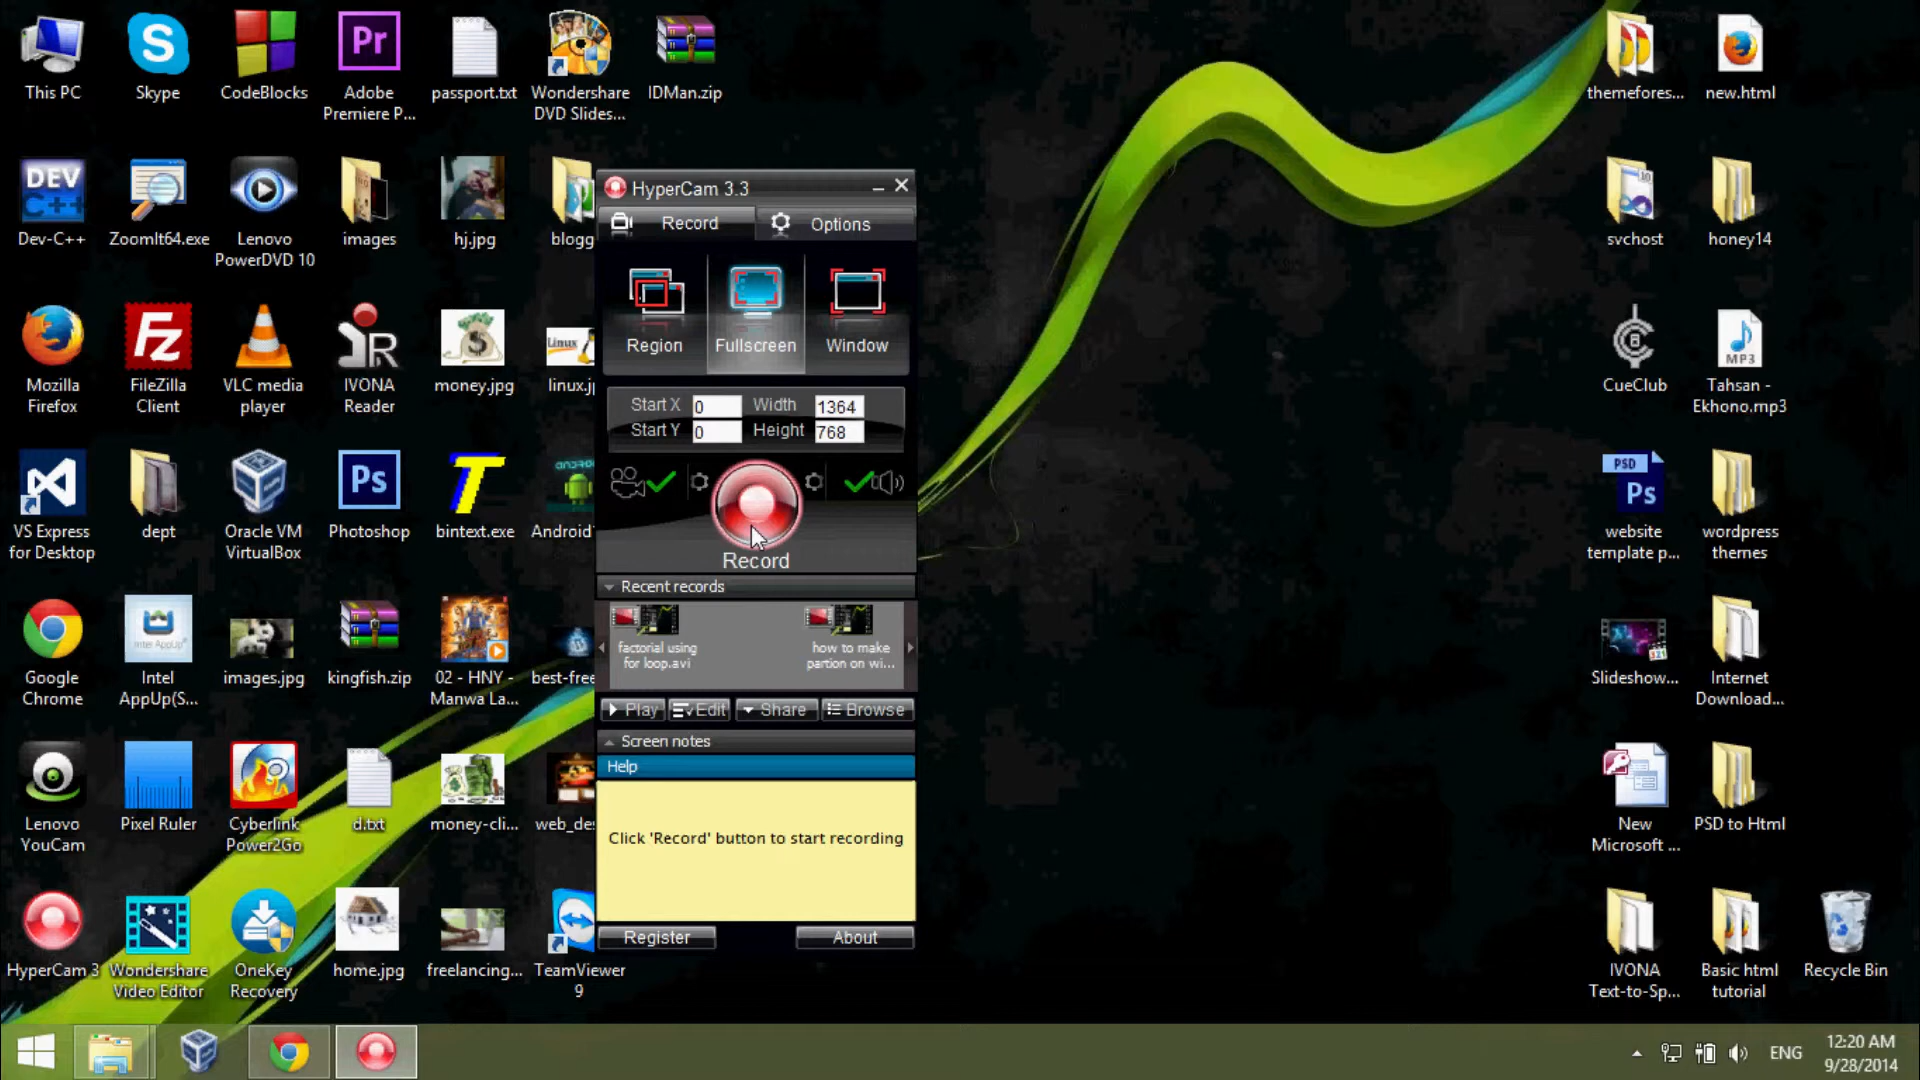 This PC
Skype
CodeBlocks
Pr
Adobe
Premiere P...
passport.txt
Wondershare
DVD Slides...
IDMan.zip
themefores...
new.html
DEV
C++
Dev-C++
ZoomIt64.exe
Lenovo
PowerDVD 10
images
hj.jpg
blogg
svchost
honey14
Mozilla
Firefox
Fz
FileZilla
Client
VLC media
player
IVONA
Reader
money.jpg
Linux
linux.j
CueClub
MP3
Tahsan -
Ekhono.mp3
VS Express
for Desktop
dept
Oracle VM
VirtualBox
Ps
Photoshop
bintext.exe
Android
PSD
Ps
website
template p...
wordpress
themes
Google
Chrome
Intel
AppUp(S...
images.jpg
kingfish.zip
02 - HNY -
Manwa La...
best-free
Slideshow...
Internet
Download...
Lenovo
YouCam
Pixel Ruler
Cyberlink
Power2Go
d.txt
money-cli...
web_de
New
Microsoft ...
PSD to Html
HyperCam 3
Wondershare
Video Editor
OneKey
Recovery
home.jpg
freelancing...
TeamViewer
9
IVONA
Text-to-Sp...
Basic html
tutorial
Recycle Bin
HyperCam 3.3
Record
Options
Region
Fullscreen
Window
Start X 0 Width 1364
Start Y 0 Height 768
Record
Recent records
factorial using
for loop.avi
how to make
partion on wi...
Play Edit Share Browse
Screen notes
Help
Click 'Record' button to start recording
Register
About
ENG
12:20 AM
9/28/2014